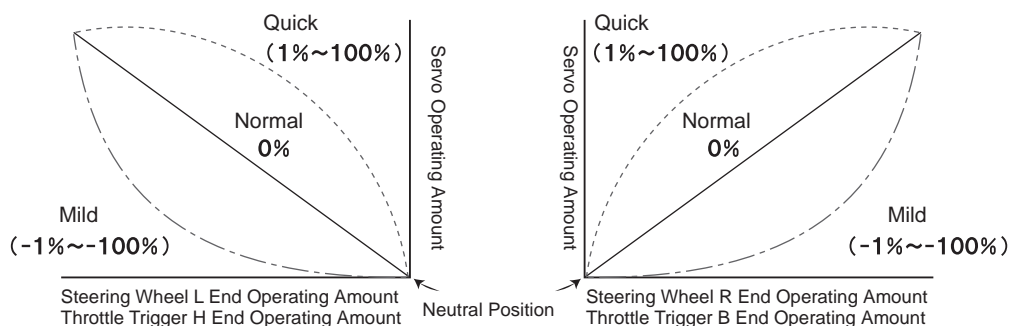 Quick
(1%~100%)
Servo Operating Amount
Normal
0%
Mild
(-1%~-100%)
Steering Wheel L End Operating Amount
Throttle Trigger H End Operating Amount
Neutral Position
Quick
(1%~100%)
Servo Operating Amount
Normal
0%
Mild
(-1%~-100%)
Steering Wheel R End Operating Amount
Throttle Trigger B End Operating Amount